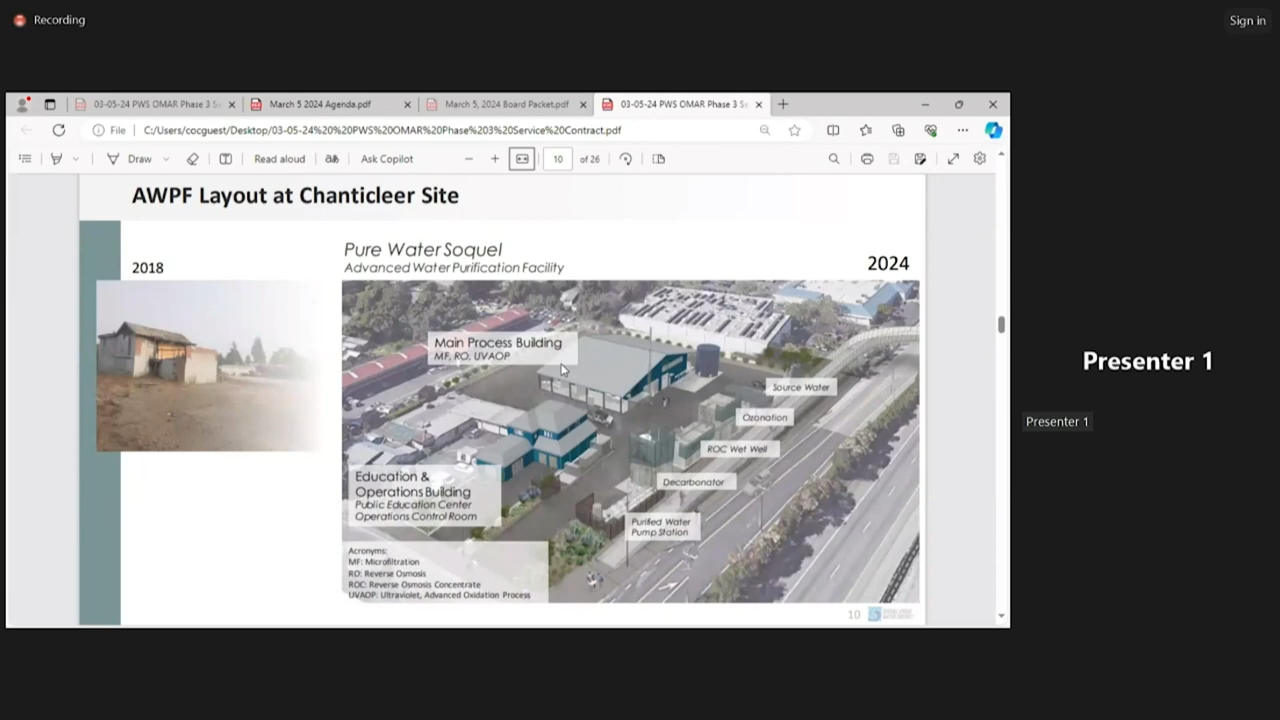 Recording
Sign in
03-05-24 PWS OMAR Phase 3 Se
March 5 2024 Agenda.pdf
March 5, 2024 Board Packet.pdf
03-05-24 PWS OMAR Phase 3 Se
File
C:/Users/cocguest/Desktop/03-05-24%20%20PWS%20OMAR%20Phase%203%20Service%20Contract.pdf
Draw
Read aloud
Ask Copilot
10
of 26
AWPF Layout at Chanticleer Site
2018
Pure Water Soquel
Advanced Water Purification Facility
2024
Main Process Building
MF, RO, UVAOP
Source Water
Ozonation
ROC Wet Well
Decarbonator
Purified Water
Pump Station
Education &
Operations Building
Public Education Center
Operations Control Room
Acronyms:
MF: Microfiltration
RO: Reverse Osmosis
ROC: Reverse Osmosis Concentrate
UVAOP: Ultraviolet, Advanced Oxidation Process
10
Presenter 1
Presenter 1